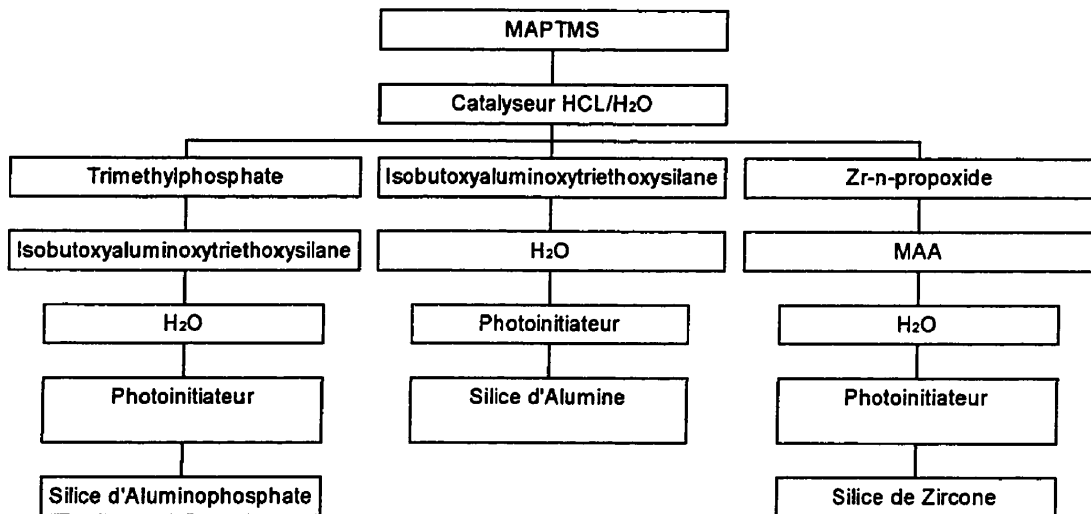 MAPTMS
Catalyseur HCL/H₂O
Trimethylphosphate
Isobutoxyaluminoxytriethoxysilane
Zr-n-propoxide
Isobutoxyaluminoxytriethoxysilane
H₂O
MAA
H₂O
Photoinitiateur
H₂O
Photoinitiateur
Silice d'Alumine
Photoinitiateur
Silice d'Aluminophosphate
Silice de Zircone